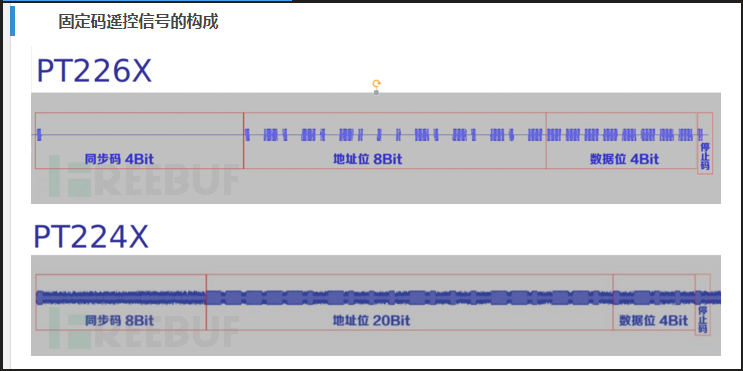 固定码遥控信号的构成
PT226X
同步码 4Bit
地址位 8Bit
数据位 4Bit
停止码
FREEBUF
PT224X
同步码 8Bit
地址位 20Bit
数据位 4Bit
停止码
FREEBUF